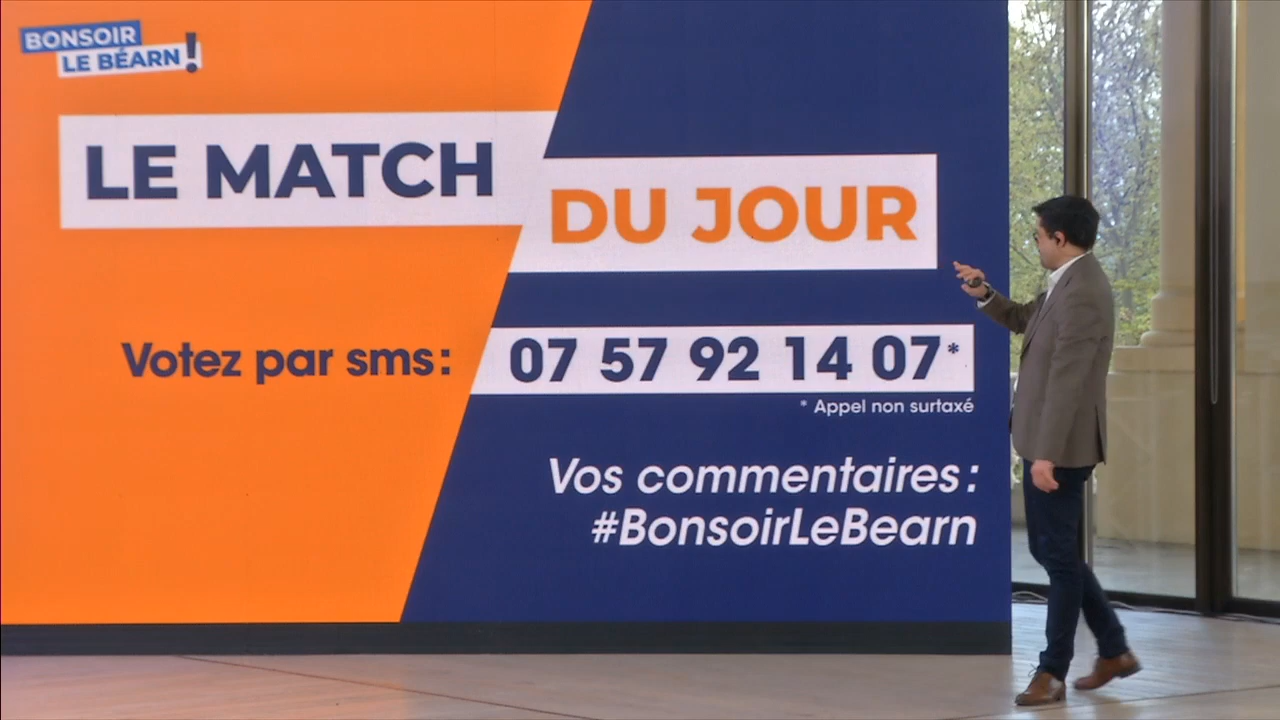 BONSOIR
LE BÉARN !
LE MATCH
DU JOUR
Votez par sms : 07 57 92 14 07*
* Appel non surtaxé
Vos commentaires :
#BonsoirLeBearn